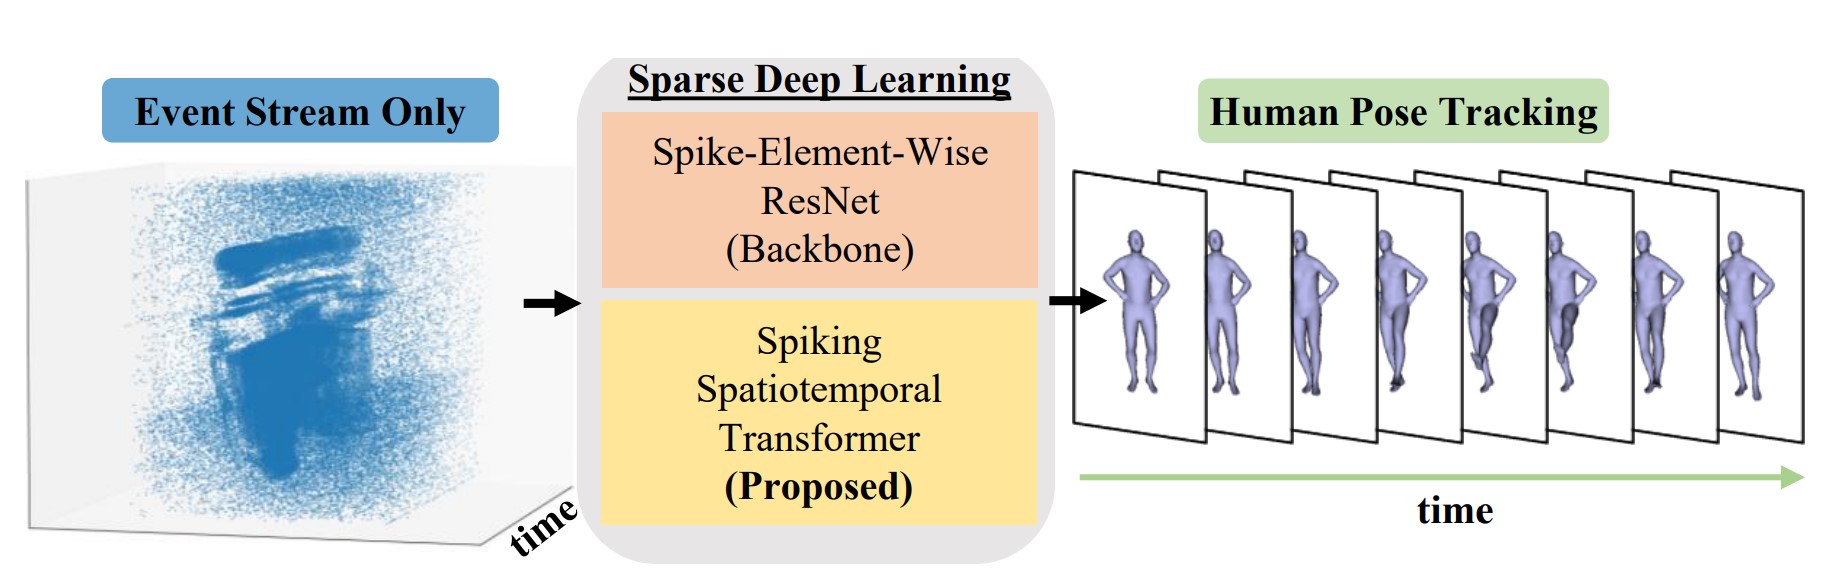 Event Stream Only
time
Sparse Deep Learning
Spike-Element-Wise
ResNet
(Backbone)
Spiking
Spatiotemporal
Transformer
(Proposed)
Human Pose Tracking
time